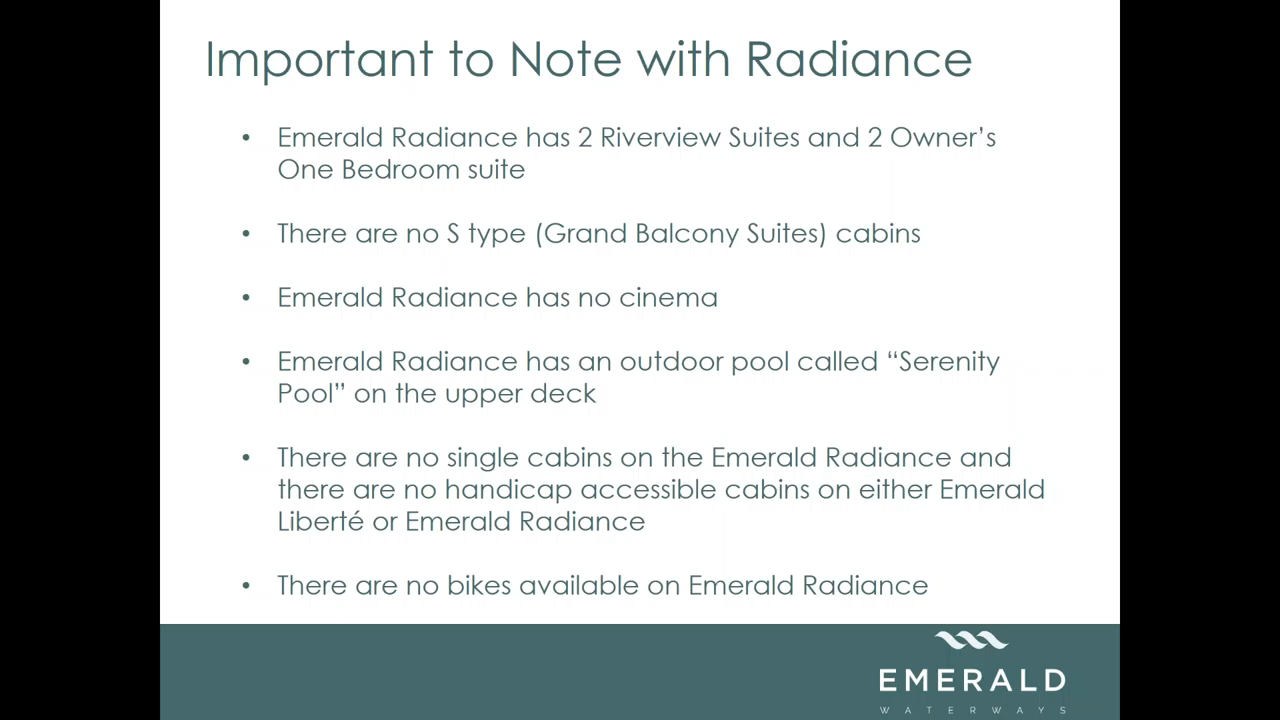 Important to Note with Radiance
• Emerald Radiance has 2 Riverview Suites and 2 Owner’s
One Bedroom suite
• There are no S type (Grand Balcony Suites) cabins
• Emerald Radiance has no cinema
• Emerald Radiance has an outdoor pool called “Serenity
Pool” on the upper deck
• There are no single cabins on the Emerald Radiance and
there are no handicap accessible cabins on either Emerald
Liberté or Emerald Radiance
• There are no bikes available on Emerald Radiance
EMERALD
WATERWAYS